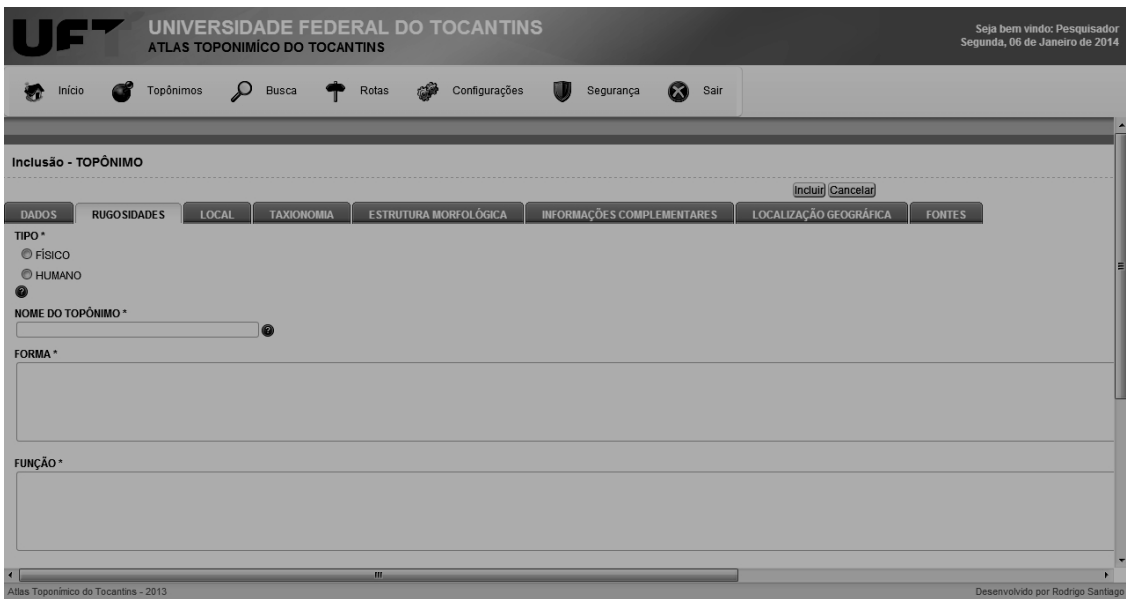 UFT
UNIVERSIDADE FEDERAL DO TOCANTINS
ATLAS TOPONIMÍCO DO TOCANTINS
Seja bem vindo: Pesquisador
Segunda, 06 de Janeiro de 2014
Início Topônimos Busca Rotas Configurações Segurança Sair
Inclusão - TOPÔNIMO
Incluir Cancelar
DADOS RUGOSIDADES LOCAL TAXIONOMIA ESTRUTURA MORFOLÓGICA INFORMAÇÕES COMPLEMENTARES LOCALIZAÇÃO GEOGRÁFICA FONTES
TIPO *
FÍSICO
HUMANO
?
NOME DO TOPÔNIMO *
?
FORMA *
FUNÇÃO *
Atlas Toponímico do Tocantins - 2013
Desenvolvido por Rodrigo Santiago